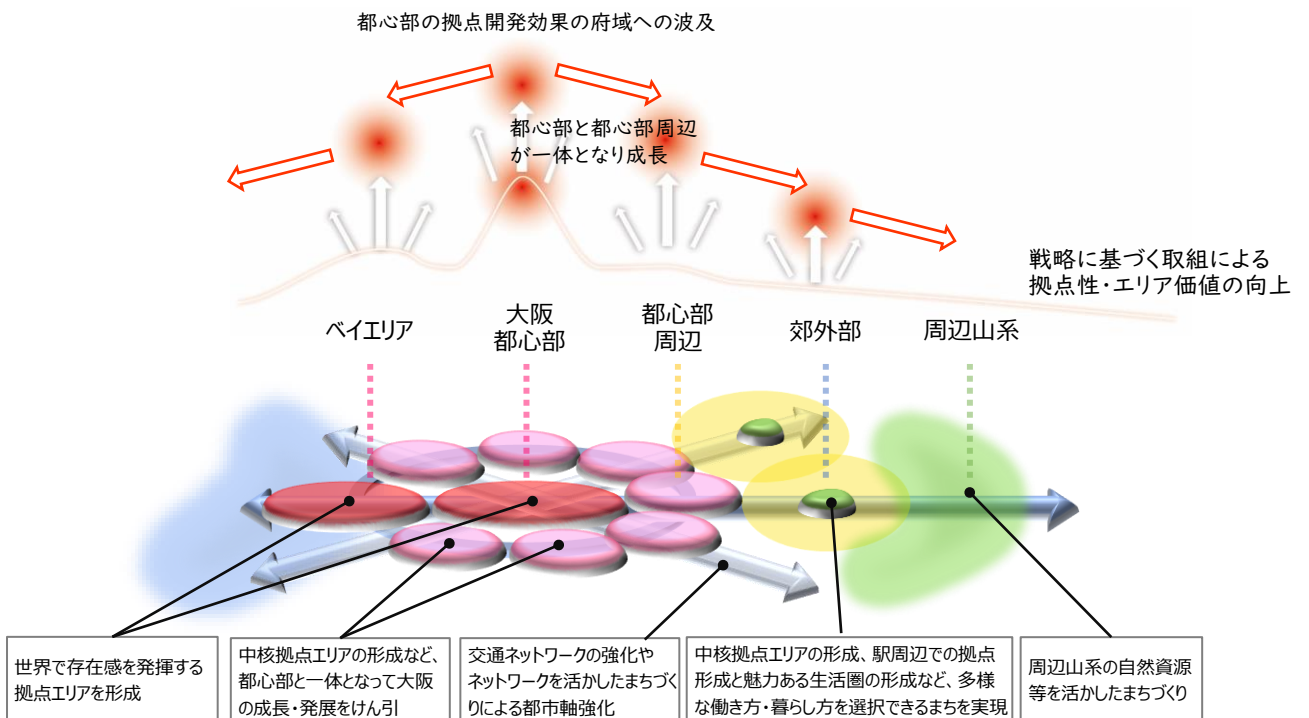 都心部の拠点開発効果の府域への波及
都心部と都心部周辺
が一体となり成長
戦略に基づく取組による
拠点性・エリア価値の向上
ベイエリア
大阪
都心部
都心部
周辺
郊外部
周辺山系
世界で存在感を発揮する
拠点エリアを形成
中核拠点エリアの形成など、
都心部と一体となって大阪
の成長・発展をけん引
交通ネットワークの強化や
ネットワークを活かしたまちづく
りによる都市軸強化
中核拠点エリアの形成、駅周辺での拠点
形成と魅力ある生活圏の形成など、多様
な働き方・暮らし方を選択できるまちを実現
周辺山系の自然資源
等を活かしたまちづくり